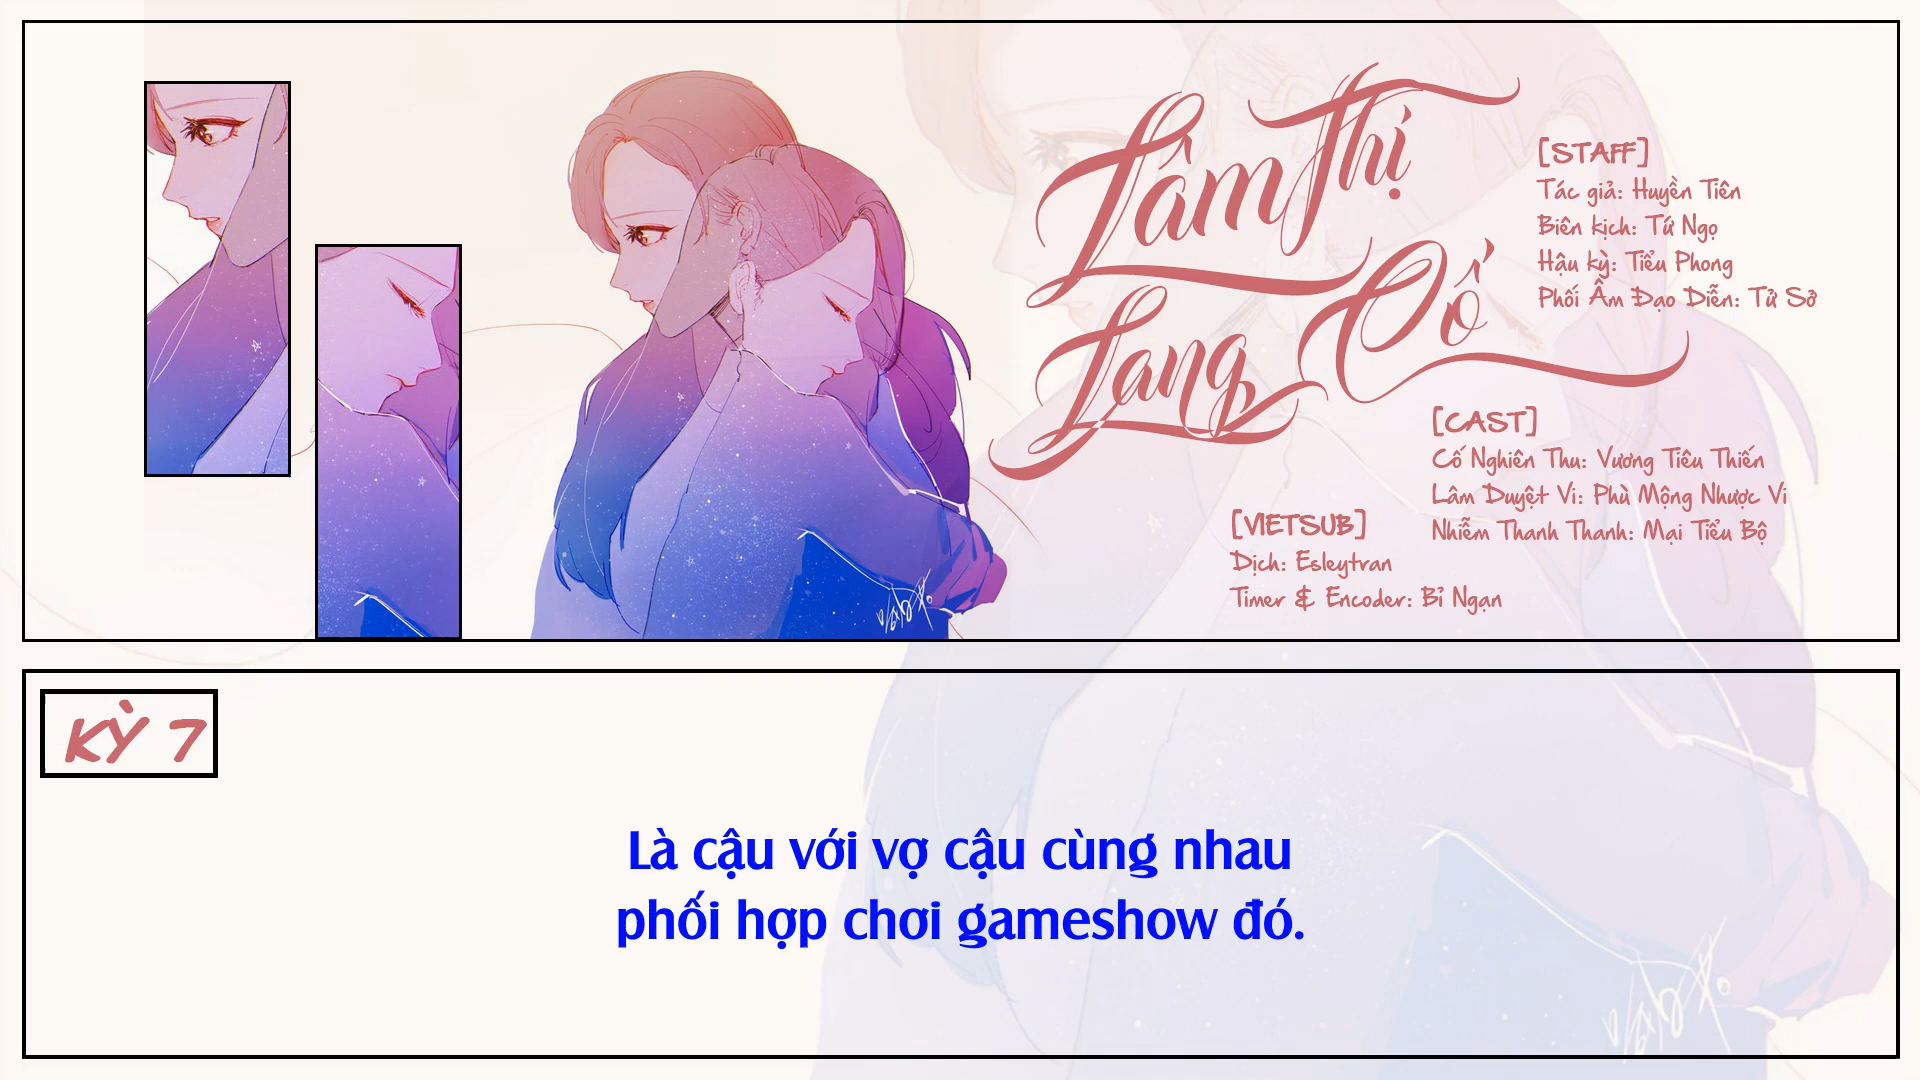 Lâm Thị
Lang Cố
[STAFF]
Tác giả: Huyền Tiên
Biên kịch: Tứ Ngọ
Hậu kỳ: Tiểu Phong
Phối Âm Đạo Diễn: Tử Sở
[CAST]
Cố Nghiên Thu: Vương Tiêu Thiến
Lâm Duyệt Vi: Phù Mộng Nhược Vi
Nhiễm Thanh Thanh: Mại Tiểu Bộ
[VIETSUB]
Dịch: Esleytran
Timer & Encoder: Bỉ Ngạn
KỲ 7
Là cậu với vợ cậu cùng nhau
phối hợp chơi gameshow đó.